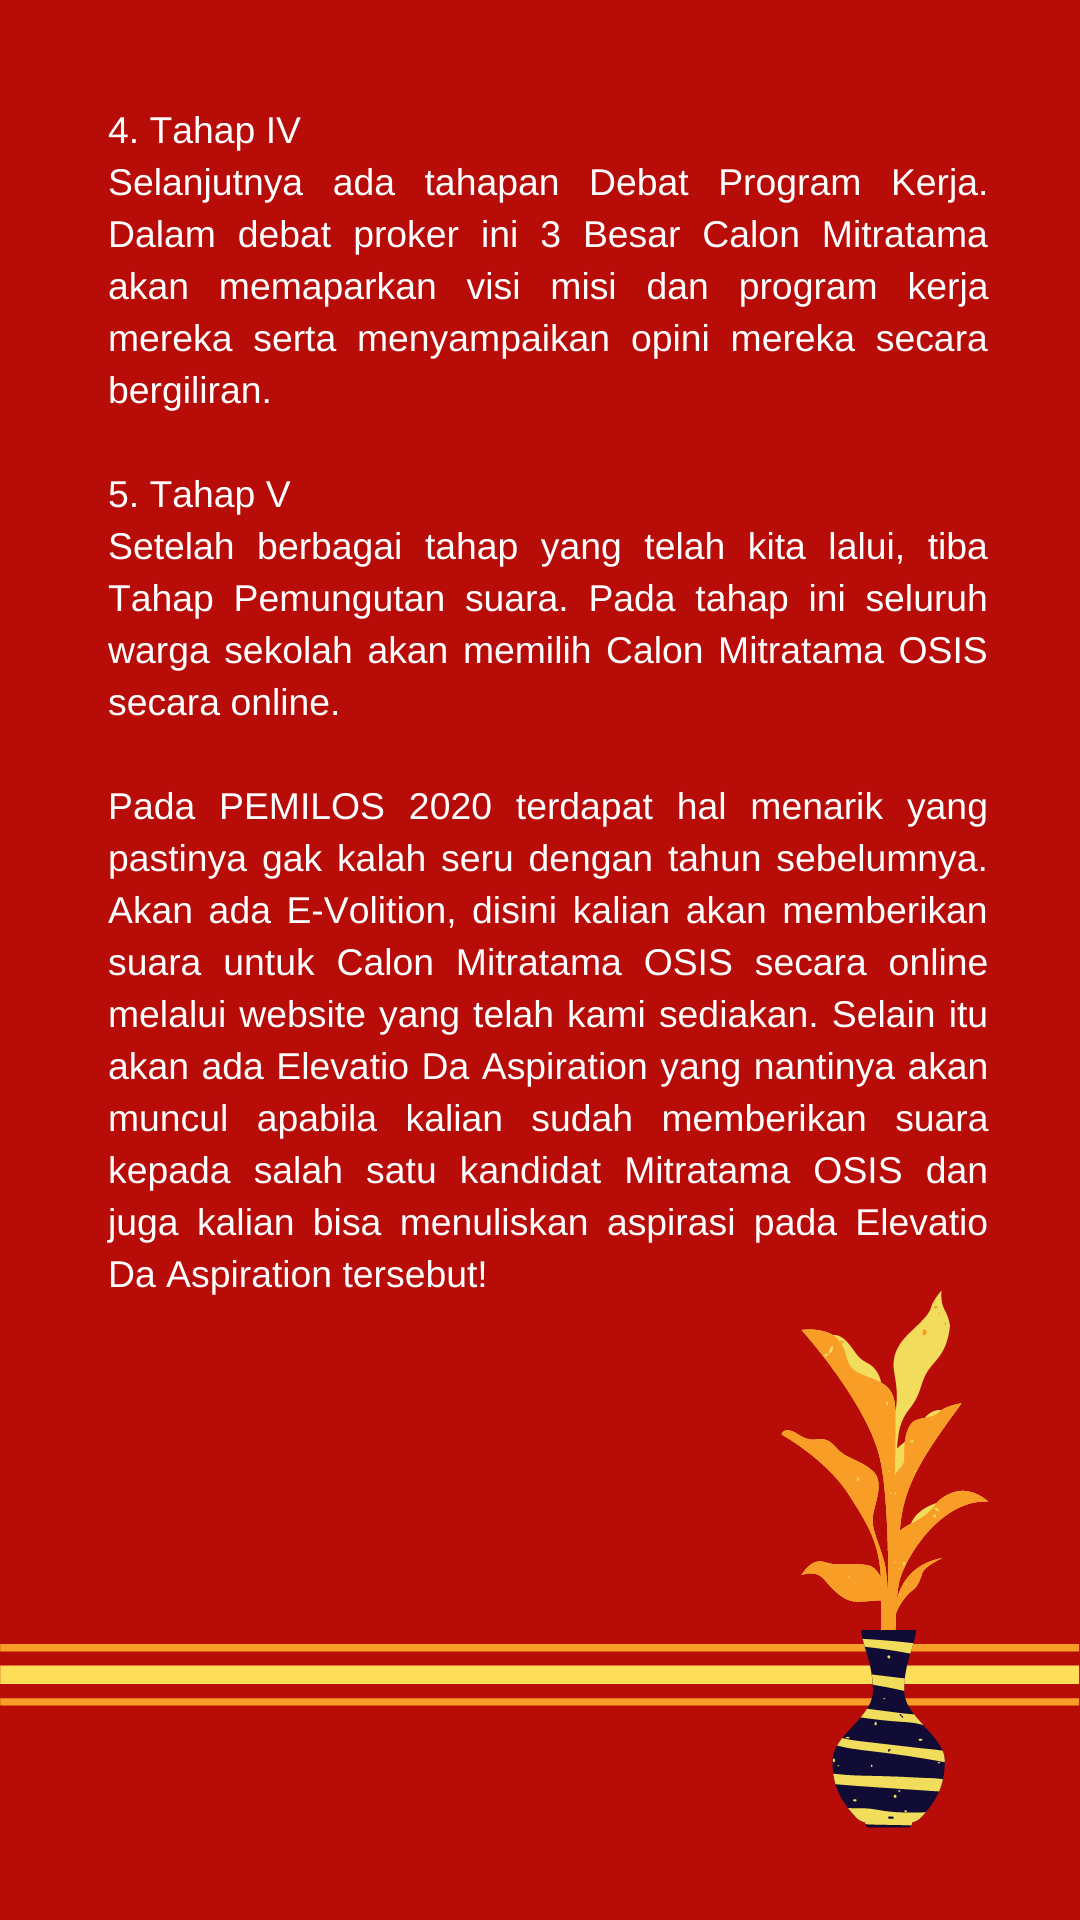 4. Tahap IV
Selanjutnya ada tahapan Debat Program Kerja.
Dalam debat proker ini 3 Besar Calon Mitratama
akan memaparkan visi misi dan program kerja
mereka serta menyampaikan opini mereka secara
bergiliran.
5. Tahap V
Setelah berbagai tahap yang telah kita lalui, tiba
Tahap Pemungutan suara. Pada tahap ini seluruh
warga sekolah akan memilih Calon Mitratama OSIS
secara online.
Pada PEMILOS 2020 terdapat hal menarik yang
pastinya gak kalah seru dengan tahun sebelumnya.
Akan ada E-Volition, disini kalian akan memberikan
suara untuk Calon Mitratama OSIS secara online
melalui website yang telah kami sediakan. Selain itu
akan ada Elevatio Da Aspiration yang nantinya akan
muncul apabila kalian sudah memberikan suara
kepada salah satu kandidat Mitratama OSIS dan
juga kalian bisa menuliskan aspirasi pada Elevatio
Da Aspiration tersebut!